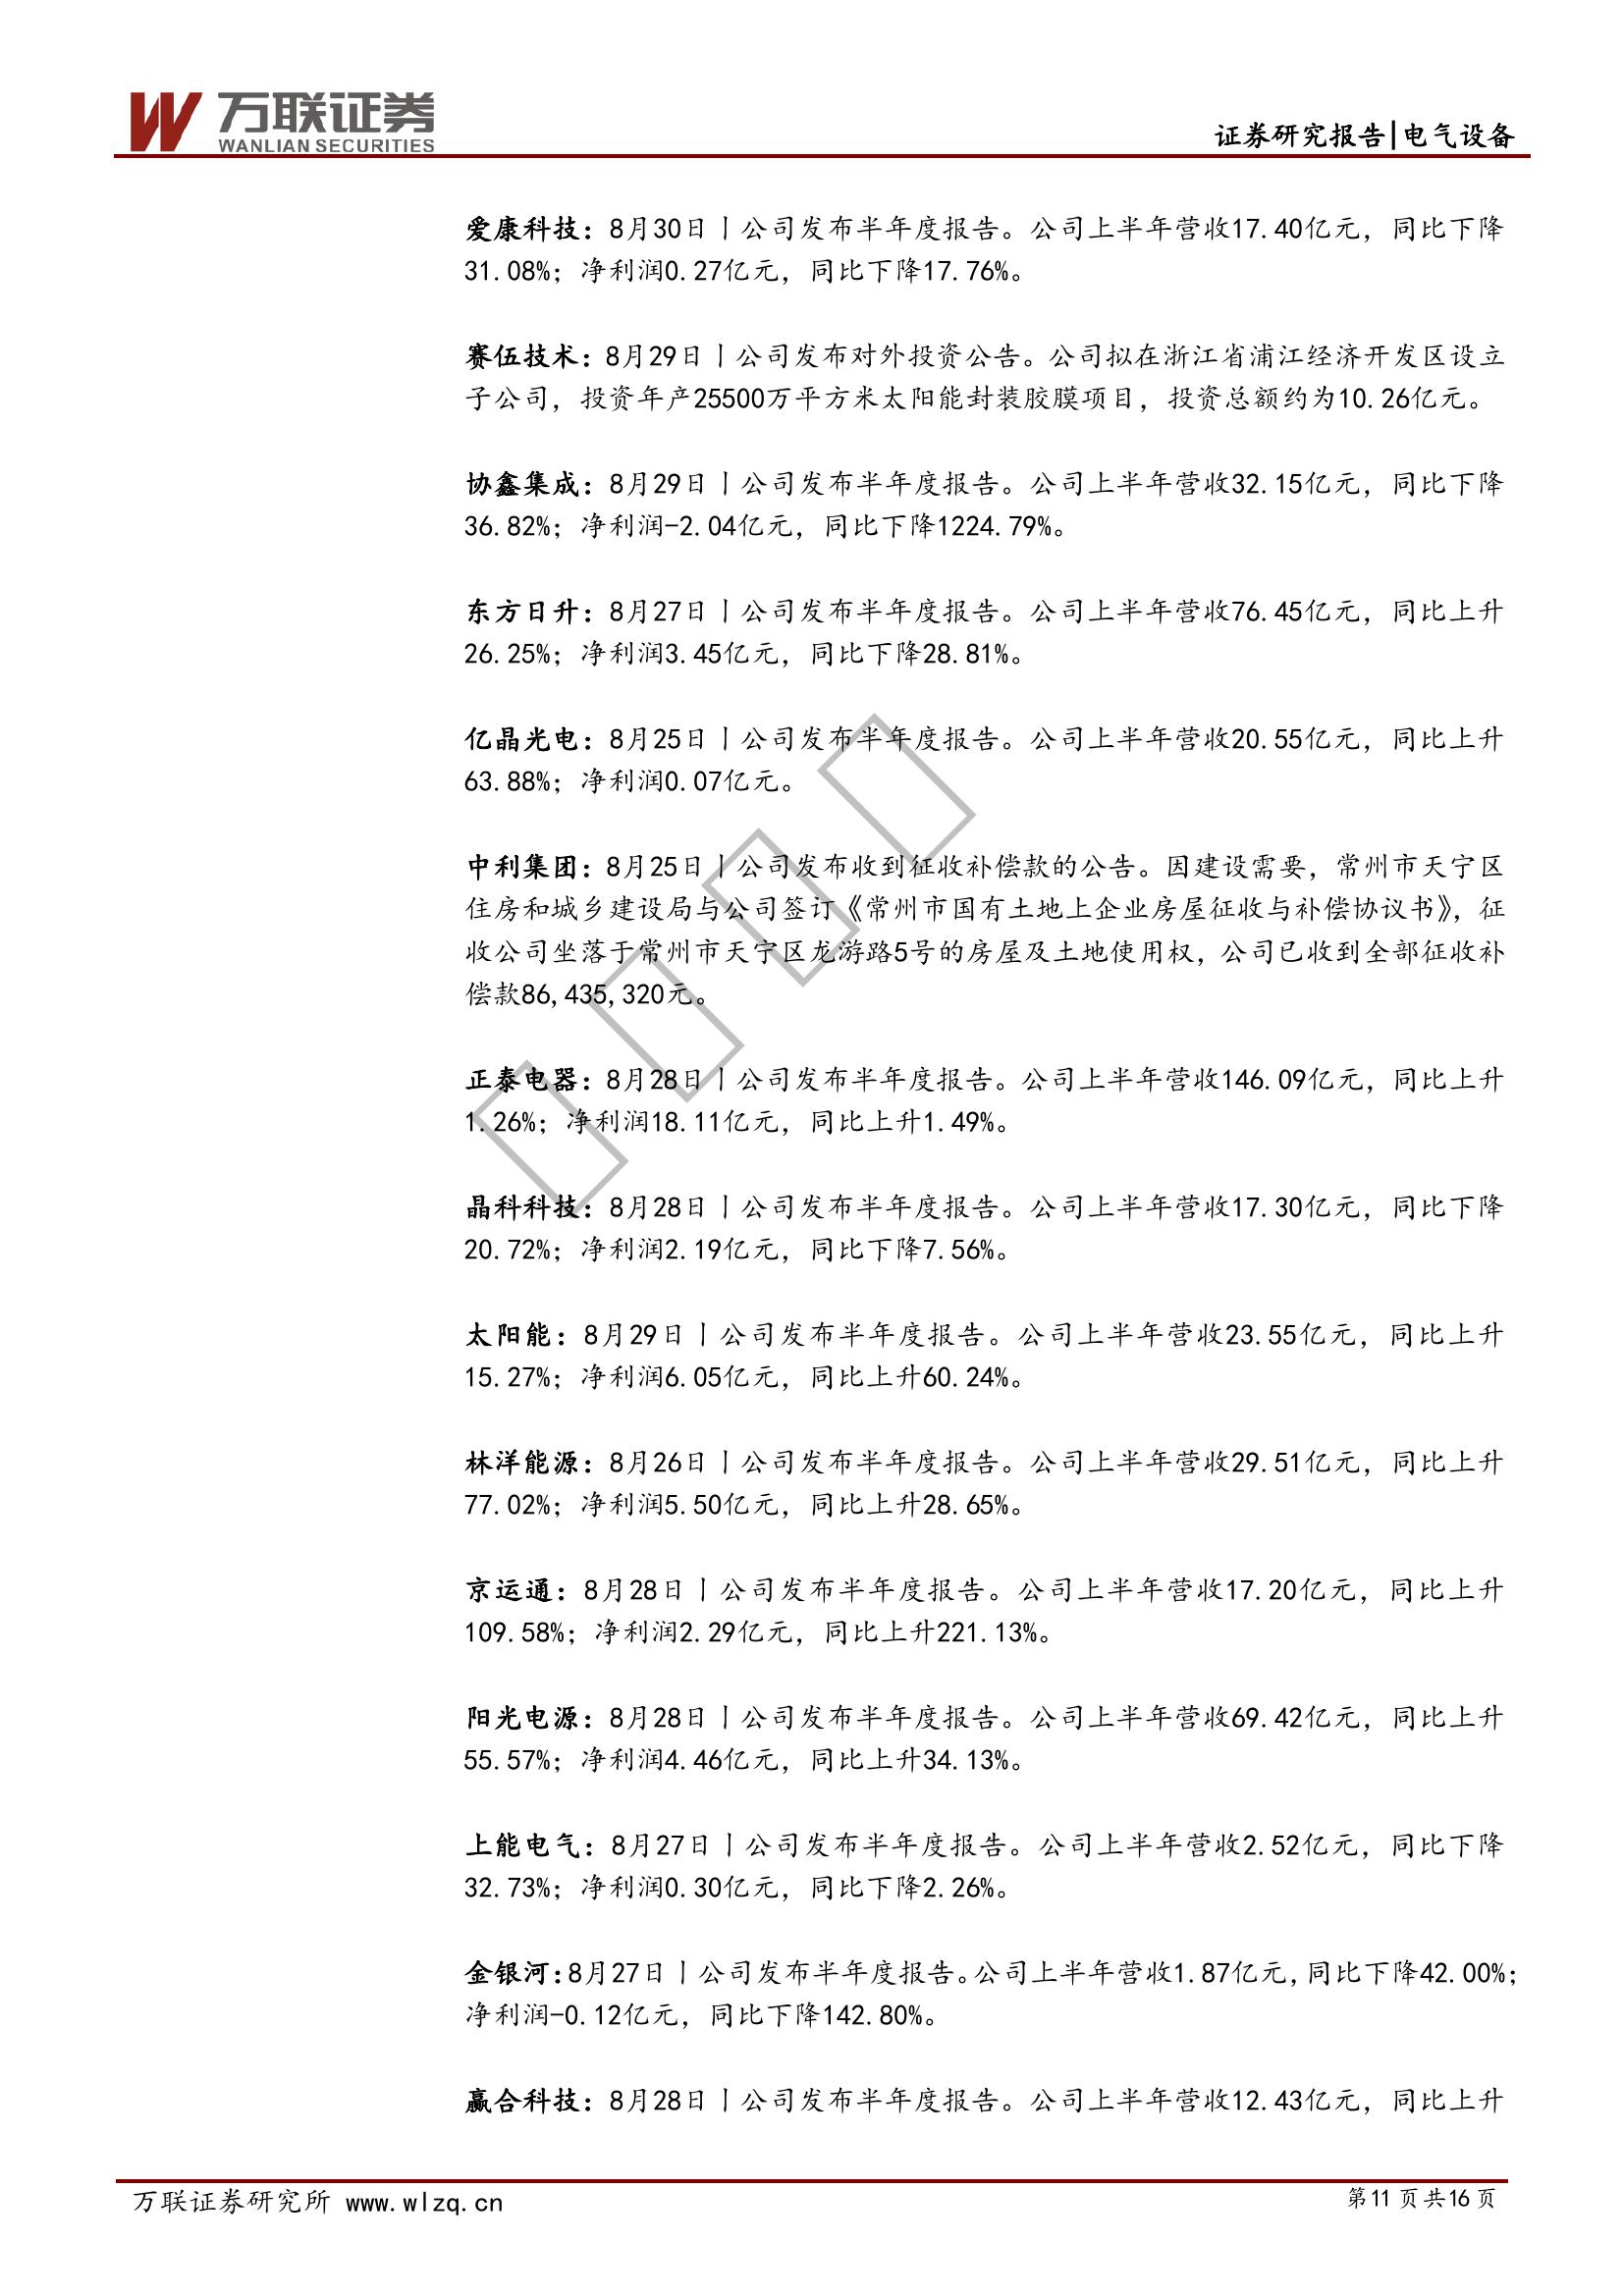 万联证券
WANLIAN SECURITIES
证券研究报告|电气设备
爱康科技：8月30日丨公司发布半年度报告。公司上半年营收17.40亿元，同比下降
31.08%；净利润0.27亿元，同比下降17.76%。
赛伍技术：8月29日丨公司发布对外投资公告。公司拟在浙江省浦江经济开发区设立
子公司，投资年产25500万平方米太阳能封装胶膜项目，投资总额约为10.26亿元。
协鑫集成：8月29日丨公司发布半年度报告。公司上半年营收32.15亿元，同比下降
36.82%；净利润-2.04亿元，同比下降1224.79%。
东方日升：8月27日丨公司发布半年度报告。公司上半年营收76.45亿元，同比上升
26.25%；净利润3.45亿元，同比下降28.81%。
亿晶光电：8月25日丨公司发布半年度报告。公司上半年营收20.55亿元，同比上升
63.88%；净利润0.07亿元。
中利集团：8月25日丨公司发布收到征收补偿款的公告。因建设需要，常州市天宁区
住房和城乡建设局与公司签订《常州市国有土地上企业房屋征收与补偿协议书》，征
收公司坐落于常州市天宁区龙游路5号的房屋及土地使用权，公司已收到全部征收补
偿款86,435,320元。
正泰电器：8月28日丨公司发布半年度报告。公司上半年营收146.09亿元，同比上升
1.26%；净利润18.11亿元，同比上升1.49%。
晶科科技：8月28日丨公司发布半年度报告。公司上半年营收17.30亿元，同比下降
20.72%；净利润2.19亿元，同比下降7.56%。
太阳能：8月29日丨公司发布半年度报告。公司上半年营收23.55亿元，同比上升
15.27%；净利润6.05亿元，同比上升60.24%。
林洋能源：8月26日丨公司发布半年度报告。公司上半年营收29.51亿元，同比上升
77.02%；净利润5.50亿元，同比上升28.65%。
京运通：8月28日丨公司发布半年度报告。公司上半年营收17.20亿元，同比上升
109.58%；净利润2.29亿元，同比上升221.13%。
阳光电源：8月28日丨公司发布半年度报告。公司上半年营收69.42亿元，同比上升
55.57%；净利润4.46亿元，同比上升34.13%。
上能电气：8月27日丨公司发布半年度报告。公司上半年营收2.52亿元，同比下降
32.73%；净利润0.30亿元，同比下降2.26%。
金银河：8月27日丨公司发布半年度报告。公司上半年营收1.87亿元，同比下降42.00%；
净利润-0.12亿元，同比下降142.80%。
赢合科技：8月28日丨公司发布半年度报告。公司上半年营收12.43亿元，同比上升
万联证券研究所 www.wlzq.cn
第11 页共16 页